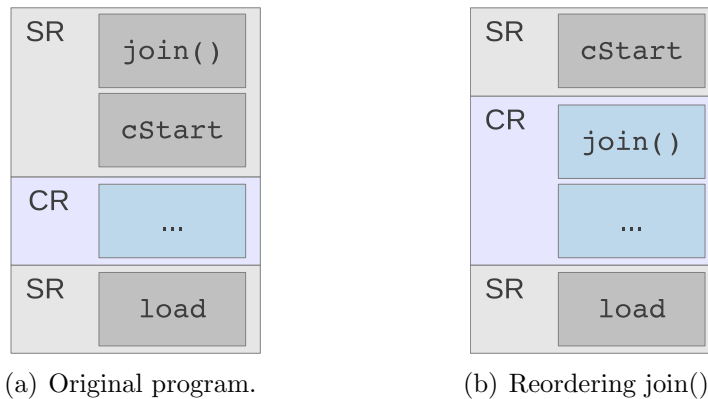 SR
join()
cStart
CR
...
SR
load
(a) Original program.
SR
cStart
CR
join()
...
SR
load
(b) Reordering join()